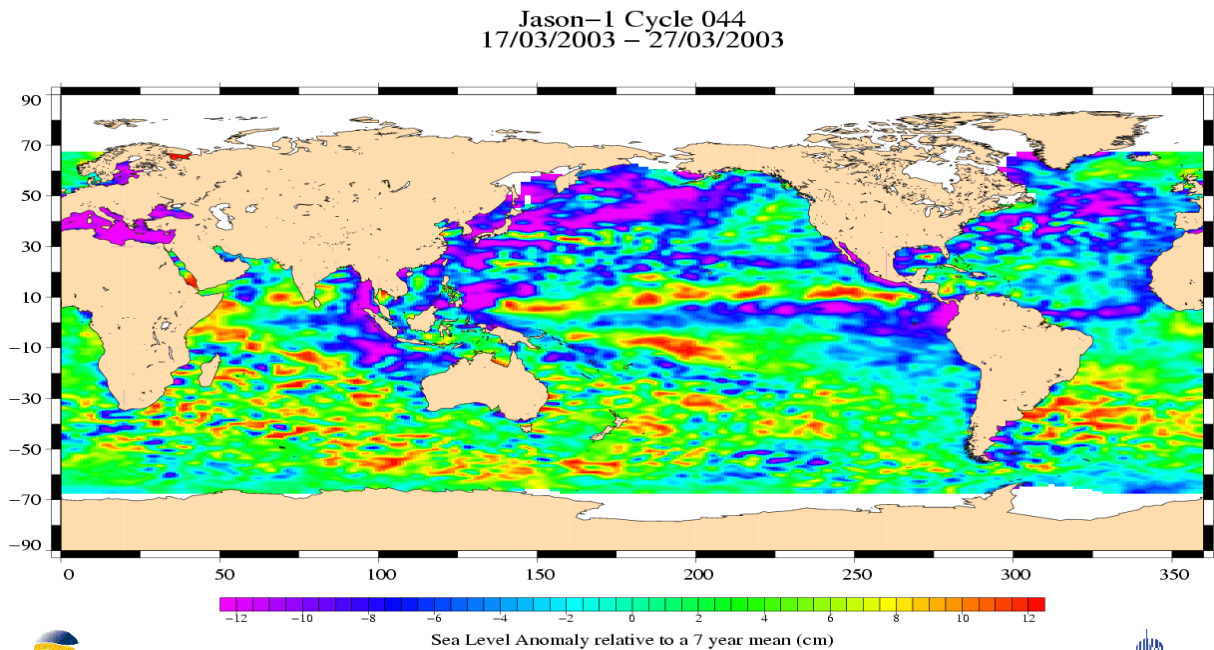 Jason−1 Cycle 044
17/03/2003 − 27/03/2003
90
70
50
30
10
−10
−30
−50
−70
−90
0 50 100 150 200 250 300 350
−12 −10 −8 −6 −4 −2 0 2 4 6 8 10 12
Sea Level Anomaly relative to a 7 year mean (cm)